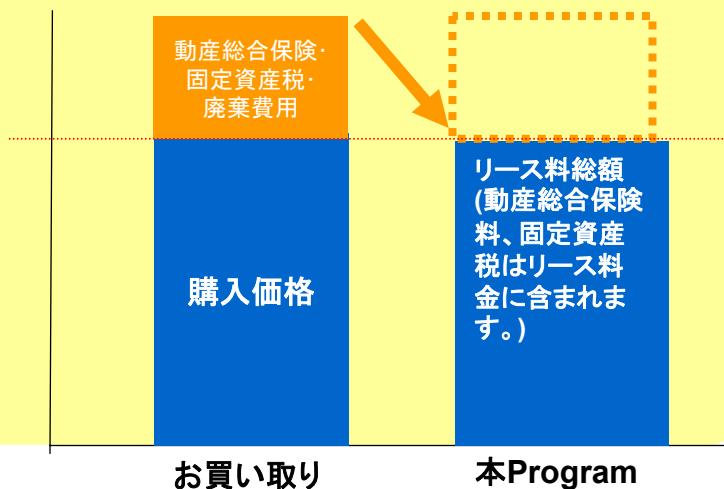 動産総合保険・
固定資産税・
廃棄費用
購入価格
リース料総額
(動産総合保険
料、固定資産
税はリース料
金に含まれま
す。)
お買い取り
本Program